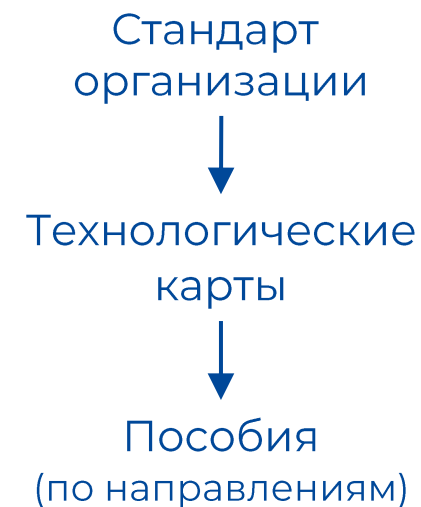 Стандарт
организации
Технологические
карты
Пособия
(по направлениям)